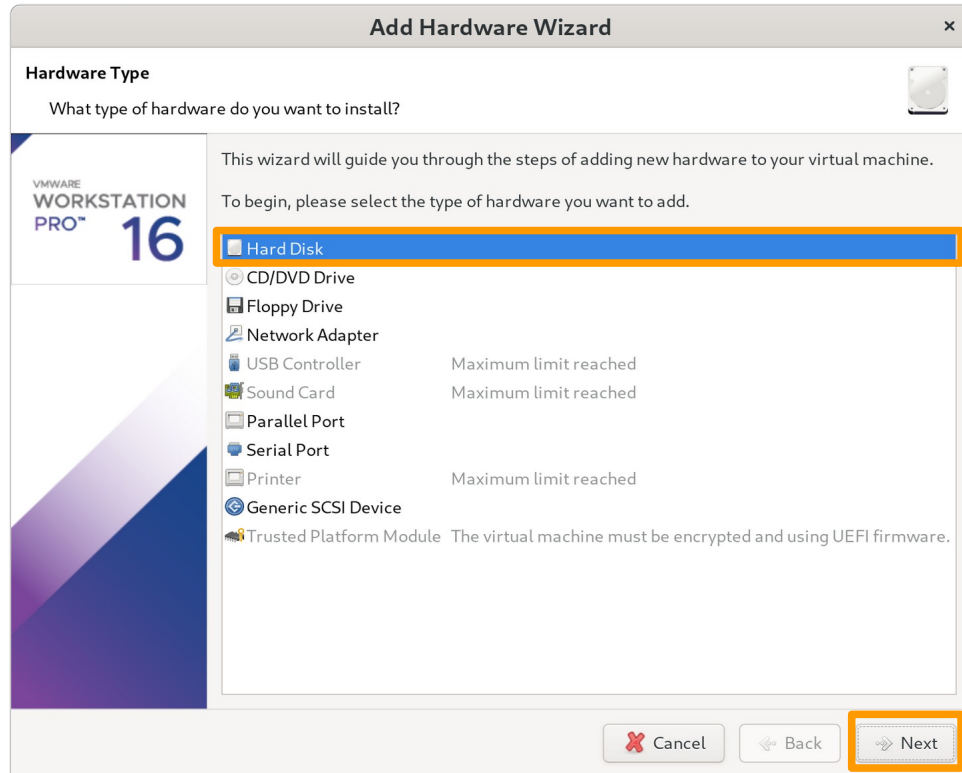 Add Hardware Wizard ×
Hardware Type
What type of hardware do you want to install?
VMWARE
WORKSTATION
PRO™ 16
This wizard will guide you through the steps of adding new hardware to your virtual machine.
To begin, please select the type of hardware you want to add.
Hard Disk
CD/DVD Drive
Floppy Drive
Network Adapter
USB Controller Maximum limit reached
Sound Card Maximum limit reached
Parallel Port
Serial Port
Printer Maximum limit reached
Generic SCSI Device
Trusted Platform Module The virtual machine must be encrypted and using UEFI firmware.
Cancel Back Next